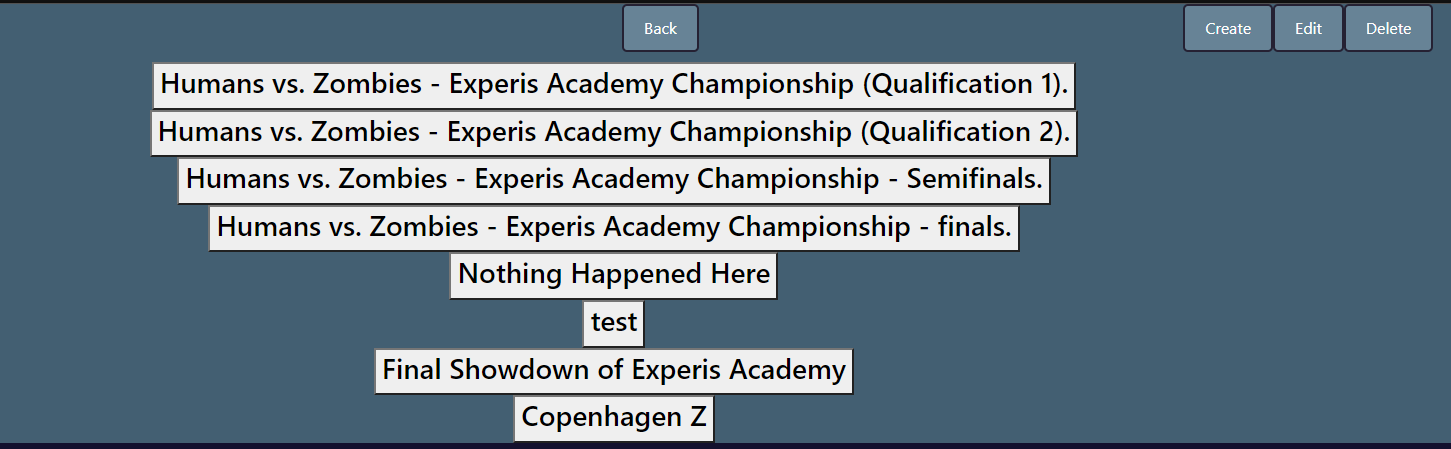 Back
Create
Edit
Delete
Humans vs. Zombies - Experis Academy Championship (Qualification 1).
Humans vs. Zombies - Experis Academy Championship (Qualification 2).
Humans vs. Zombies - Experis Academy Championship - Semifinals.
Humans vs. Zombies - Experis Academy Championship - finals.
Nothing Happened Here
test
Final Showdown of Experis Academy
Copenhagen Z